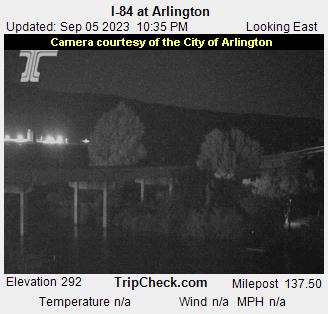 I-84 at Arlington
Updated: Sep 05 2023 10:35 PM Looking East
Camera courtesy of the City of Arlington
Elevation 292 TripCheck.com Milepost 137.50
Temperature n/a Wind n/a MPH n/a